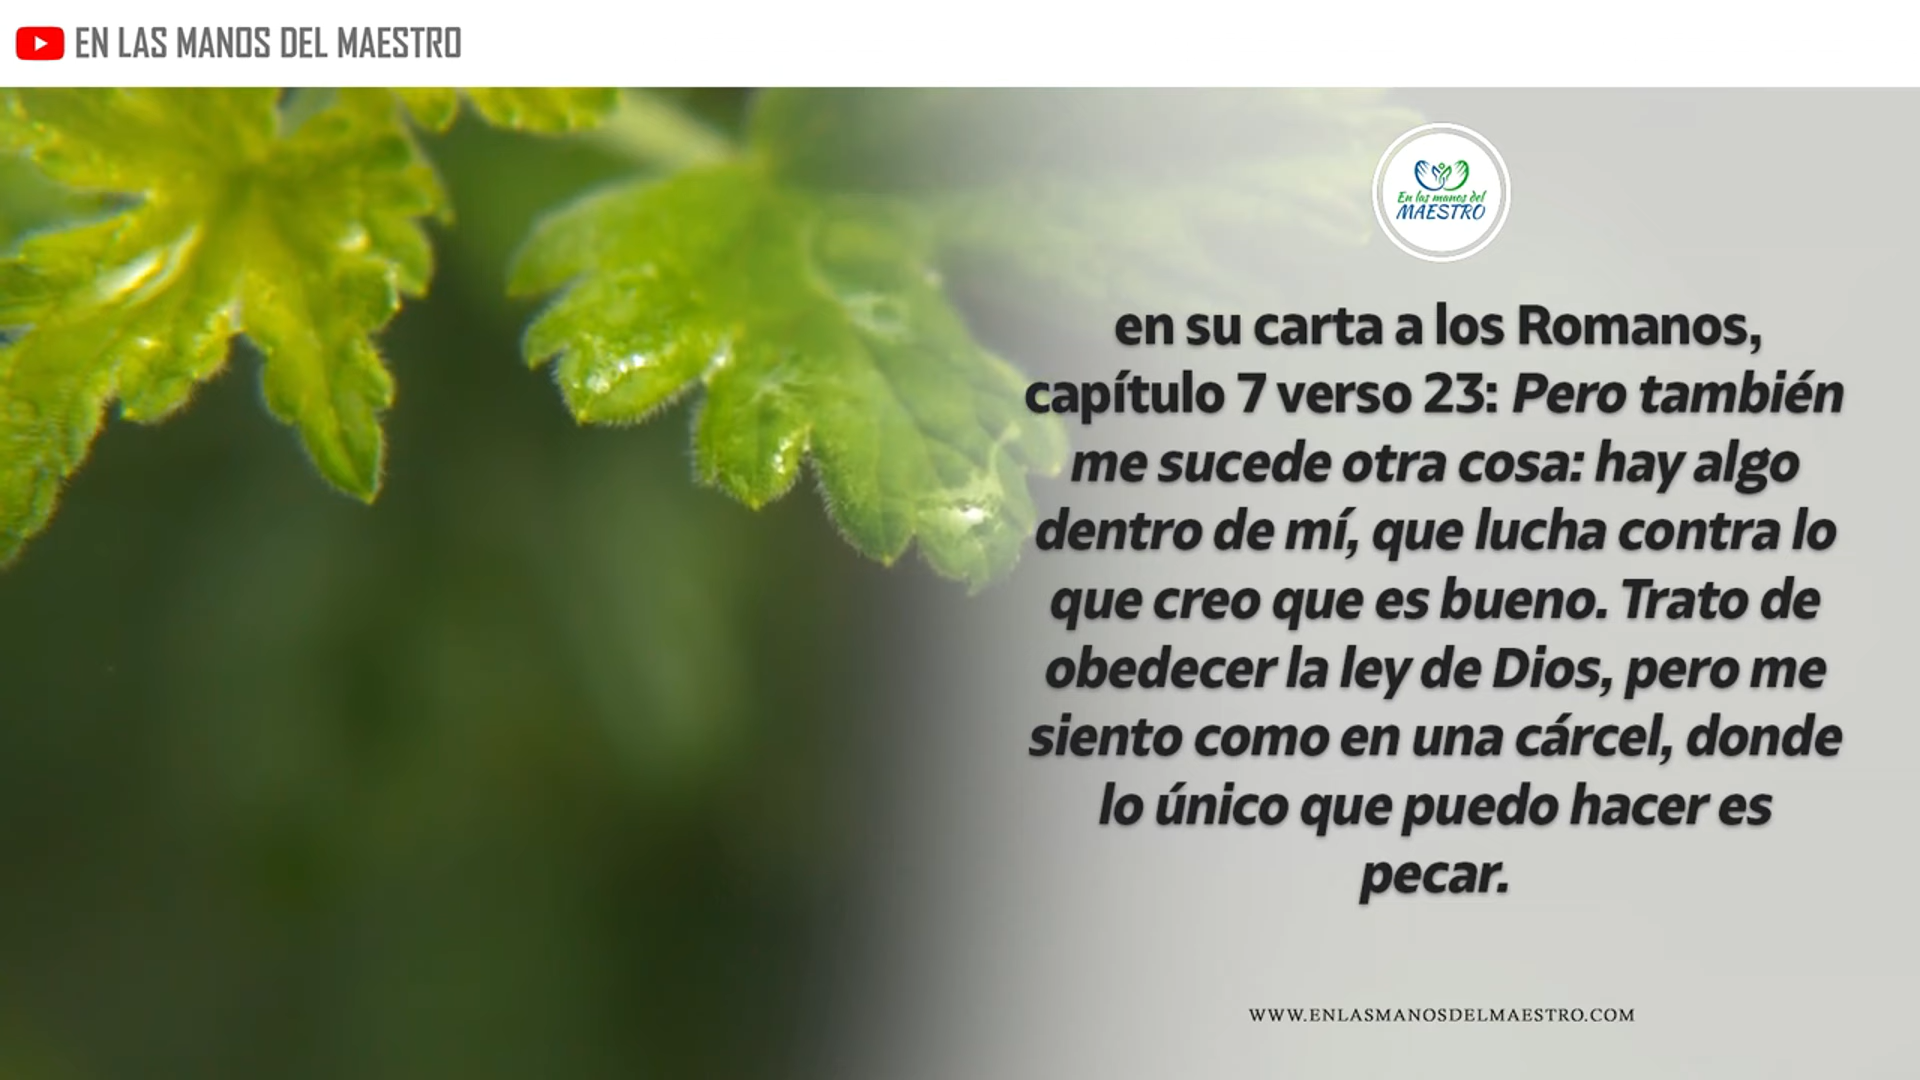 EN LAS MANOS DEL MAESTRO
En las manos del
MAESTRO
en su carta a los Romanos,
capítulo 7 verso 23: Pero también
me sucede otra cosa: hay algo
dentro de mí, que lucha contra lo
que creo que es bueno. Trato de
obedecer la ley de Dios, pero me
siento como en una cárcel, donde
lo único que puedo hacer es
pecar.
WWW.ENLASMANOSDELMAESTRO.COM